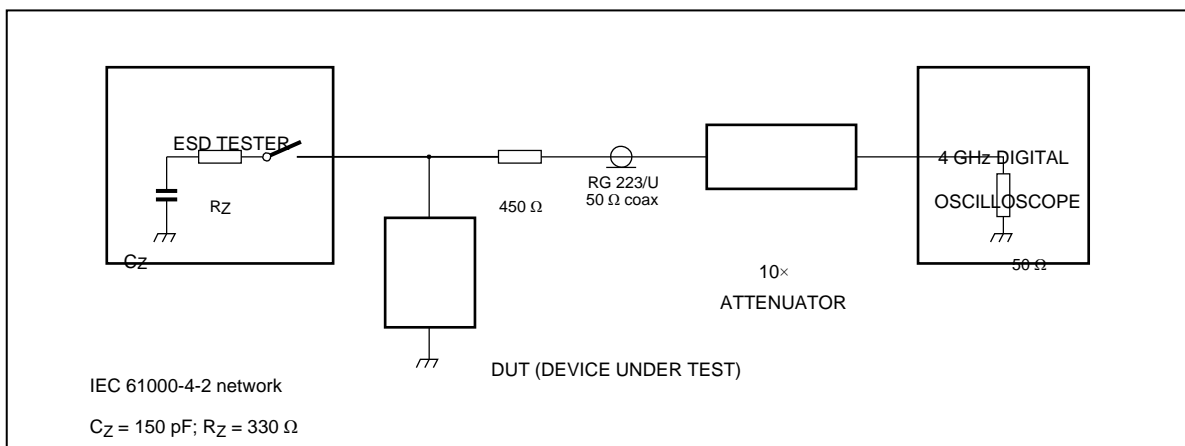 ESD TESTER
RZ
CZ
450 Ω
RG 223/U
50 Ω coax
10×
ATTENUATOR
4 GHz DIGITAL
OSCILLOSCOPE
50 Ω
DUT (DEVICE UNDER TEST)
IEC 61000-4-2 network
CZ = 150 pF; RZ = 330 Ω